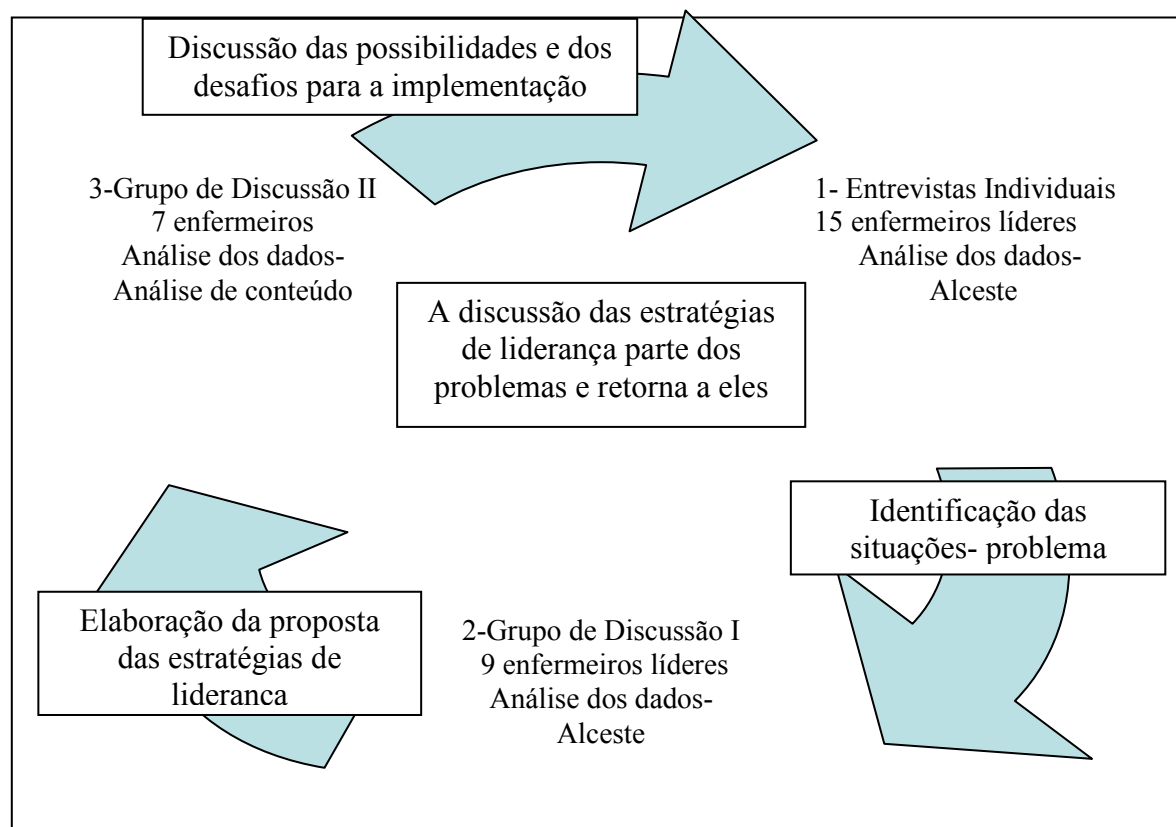 Discussão das possibilidades e dos
desafios para a implementação
3-Grupo de Discussão II
7 enfermeiros
Análise dos dados-
Análise de conteúdo
1- Entrevistas Individuais
15 enfermeiros líderes
Análise dos dados-
Alceste
A discussão das estratégias
de liderança parte dos
problemas e retorna a eles
Identificação das
situações- problema
Elaboração da proposta
das estratégias de
lideranca
2-Grupo de Discussão I
9 enfermeiros líderes
Análise dos dados-
Alceste